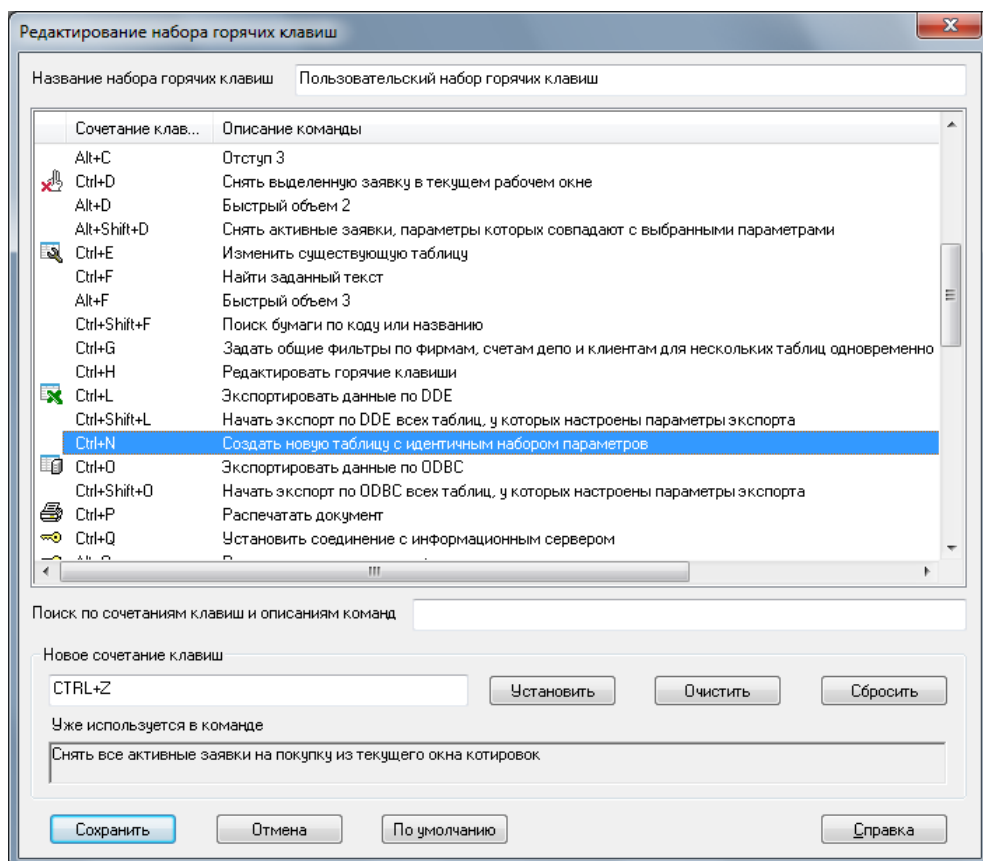 Редактирование набора горячих клавиш
Название набора горячих клавиш Пользовательский набор горячих клавиш
Сочетание клав... Описание команды
Alt+C Отступ 3
Ctrl+D Снять выделенную заявку в текущем рабочем окне
Alt+D Быстрый объем 2
Alt+Shift+D Снять активные заявки, параметры которых совпадают с выбранными параметрами
Ctrl+E Изменить существующую таблицу
Ctrl+F Найти заданный текст
Alt+F Быстрый объем 3
Ctrl+Shift+F Поиск бумаги по коду или названию
Ctrl+G Задать общие фильтры по фирмам, счетам депо и клиентам для нескольких таблиц одновременно
Ctrl+H Редактировать горячие клавиши
Ctrl+L Экспортировать данные по DDE
Ctrl+Shift+L Начать экспорт по DDE всех таблиц, у которых настроены параметры экспорта
Ctrl+N Создать новую таблицу с идентичным набором параметров
Ctrl+O Экспортировать данные по ODBC
Ctrl+Shift+O Начать экспорт по ODBC всех таблиц, у которых настроены параметры экспорта
Ctrl+P Распечатать документ
Ctrl+Q Установить соединение с информационным сервером
Поиск по сочетаниям клавиш и описаниям команд
Новое сочетание клавиш
CTRL+Z Установить Очистить Сбросить
Уже используется в команде
Снять все активные заявки на покупку из текущего окна котировок
Сохранить Отмена По умолчанию Справка